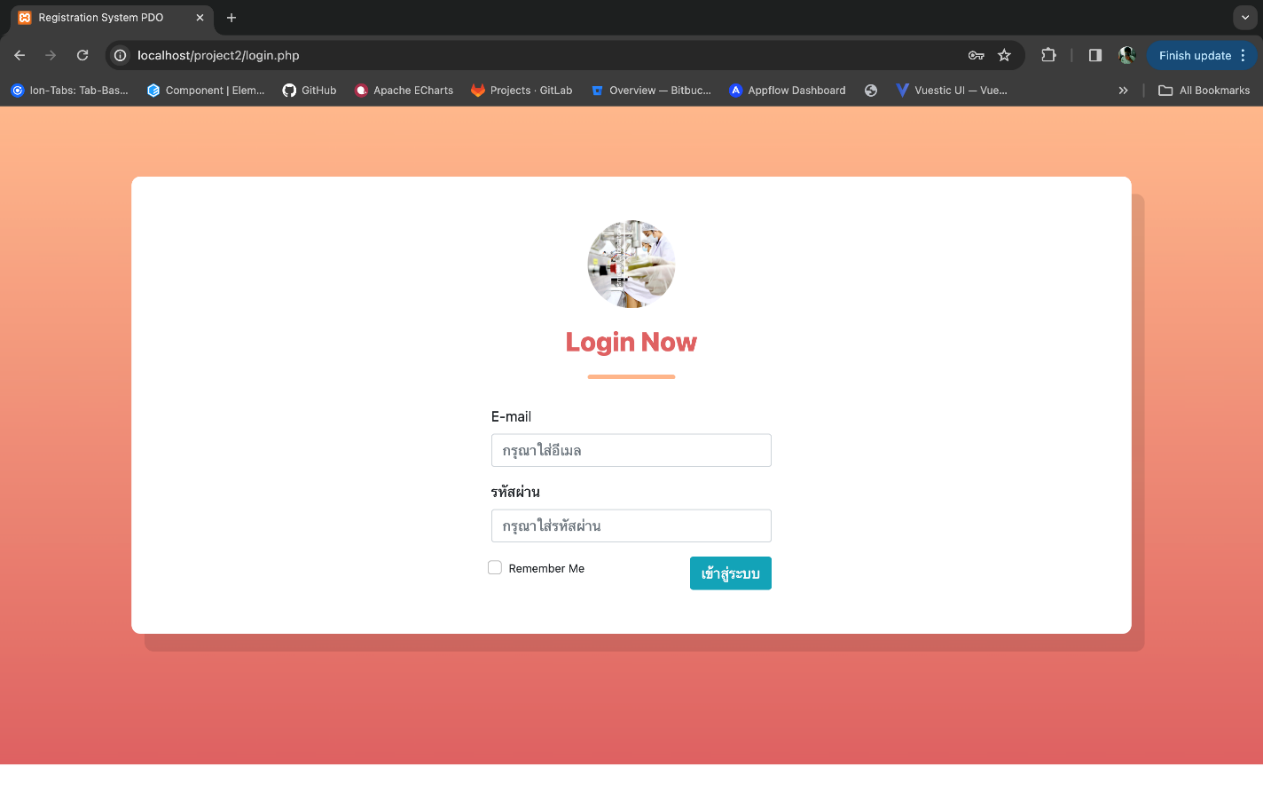 Registration System PDO
localhost/project2/login.php
Finish update
Ion-Tabs: Tab-Bas... Component | Elem... GitHub Apache ECharts Projects · GitLab Overview — Bitbuc... Appflow Dashboard Vuestic UI — Vue... » All Bookmarks
Login Now
E-mail
กรุณาใส่อีเมล
รหัสผ่าน
กรุณาใส่รหัสผ่าน
Remember Me เข้าสู่ระบบ